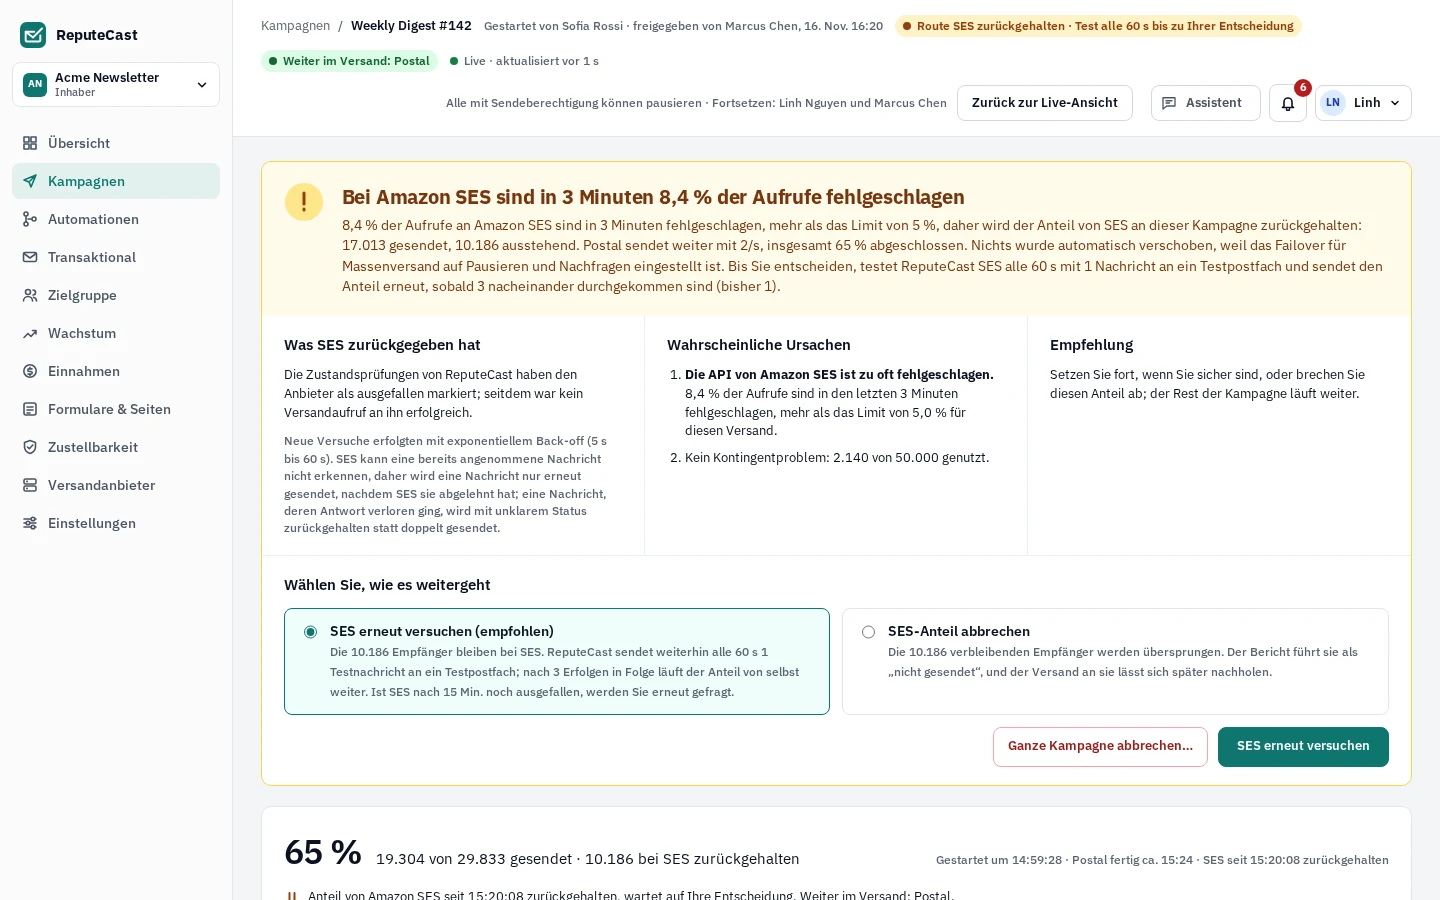 ReputeCast
AN
Acme Newsletter
Inhaber
Übersicht
Kampagnen
Automationen
Transaktional
Zielgruppe
Wachstum
Einnahmen
Formulare & Seiten
Zustellbarkeit
Versandanbieter
Einstellungen
Kampagnen / Weekly Digest #142 Gestartet von Sofia Rossi · freigegeben von Marcus Chen, 16. Nov. 16:20 Route SES zurückgehalten · Test alle 60 s bis zu Ihrer Entscheidung
Weiter im Versand: Postal Live · aktualisiert vor 1 s
Alle mit Sendeberechtigung können pausieren · Fortsetzen: Linh Nguyen und Marcus Chen Zurück zur Live-Ansicht Assistent 6 LN Linh
Bei Amazon SES sind in 3 Minuten 8,4 % der Aufrufe fehlgeschlagen
8,4 % der Aufrufe an Amazon SES sind in 3 Minuten fehlgeschlagen, mehr als das Limit von 5 %, daher wird der Anteil von SES an dieser Kampagne zurückgehalten:
17.013 gesendet, 10.186 ausstehend. Postal sendet weiter mit 2/s, insgesamt 65 % abgeschlossen. Nichts wurde automatisch verschoben, weil das Failover für
Massenversand auf Pausieren und Nachfragen eingestellt ist. Bis Sie entscheiden, testet ReputeCast SES alle 60 s mit 1 Nachricht an ein Testpostfach und sendet den
Anteil erneut, sobald 3 nacheinander durchgekommen sind (bisher 1).
Was SES zurückgegeben hat
Die Zustandsprüfungen von ReputeCast haben den
Anbieter als ausgefallen markiert; seitdem war kein
Versandaufruf an ihn erfolgreich.
Neue Versuche erfolgten mit exponentiellem Back-off (5 s
bis 60 s). SES kann eine bereits angenommene Nachricht
nicht erkennen, daher wird eine Nachricht nur erneut
gesendet, nachdem SES sie abgelehnt hat; eine Nachricht,
deren Antwort verloren ging, wird mit unklarem Status
zurückgehalten statt doppelt gesendet.
Wahrscheinliche Ursachen
1. Die API von Amazon SES ist zu oft fehlgeschlagen.
8,4 % der Aufrufe sind in den letzten 3 Minuten
fehlgeschlagen, mehr als das Limit von 5,0 % für
diesen Versand.
2. Kein Kontingentproblem: 2.140 von 50.000 genutzt.
Empfehlung
Setzen Sie fort, wenn Sie sicher sind, oder brechen Sie
diesen Anteil ab; der Rest der Kampagne läuft weiter.
Wählen Sie, wie es weitergeht
SES erneut versuchen (empfohlen)
Die 10.186 Empfänger bleiben bei SES. ReputeCast sendet weiterhin alle 60 s 1
Testnachricht an ein Testpostfach; nach 3 Erfolgen in Folge läuft der Anteil von selbst
weiter. Ist SES nach 15 Min. noch ausgefallen, werden Sie erneut gefragt.
SES-Anteil abbrechen
Die 10.186 verbleibenden Empfänger werden übersprungen. Der Bericht führt sie als
„nicht gesendet“, und der Versand an sie lässt sich später nachholen.
Ganze Kampagne abbrechen… SES erneut versuchen
65 % 19.304 von 29.833 gesendet · 10.186 bei SES zurückgehalten Gestartet um 14:59:28 · Postal fertig ca. 15:24 · SES seit 15:20:08 zurückgehalten
Anteil von Amazon SES seit 15:20:08 zurückgehalten, wartet auf Ihre Entscheidung. Weiter im Versand: Postal.